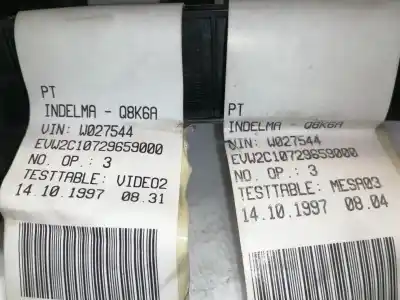 PT
INDELMA - Q8K6A
VIN: W027544
EVW2C10729659000
NO. OP.: 3
TESTTABLE: VIDEO2
14.10.1997 08.31
PT
INDELMA - Q8K6A
VIN: W027544
EVW2C10729659000
NO. OP.: 3
TESTTABLE: MESA03
14.10.1997 08.04